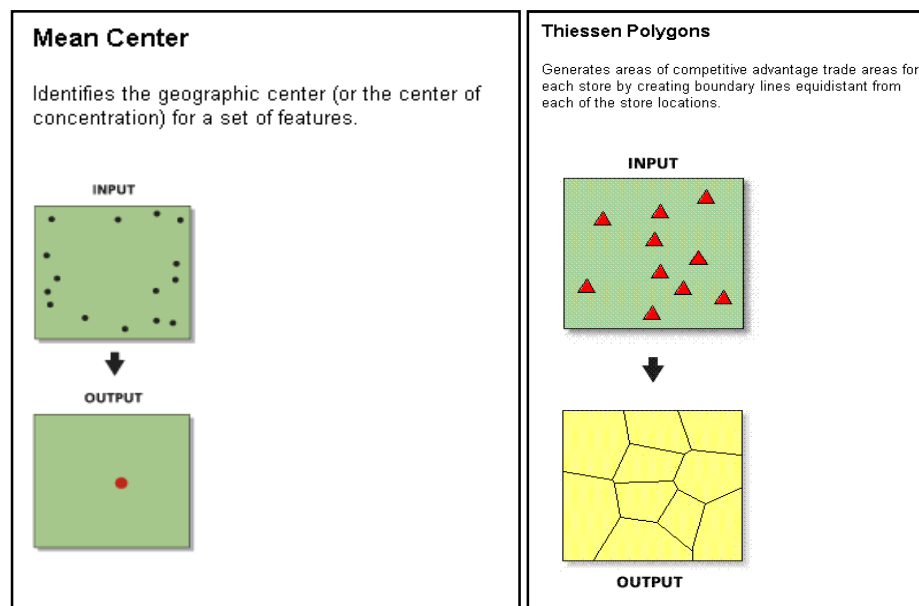 Mean Center
Identifies the geographic center (or the center of
concentration) for a set of features.
INPUT
OUTPUT
Thiessen Polygons
Generates areas of competitive advantage trade areas for
each store by creating boundary lines equidistant from
each of the store locations.
INPUT
OUTPUT